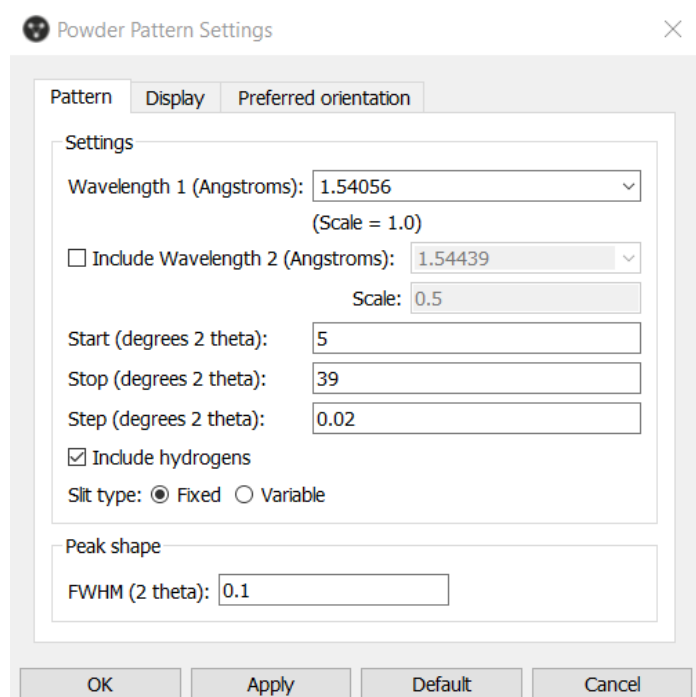 Powder Pattern Settings
Pattern Display Preferred orientation
Settings
Wavelength 1 (Angstroms): 1.54056
(Scale = 1.0)
Include Wavelength 2 (Angstroms): 1.54439
Scale: 0.5
Start (degrees 2 theta): 5
Stop (degrees 2 theta): 39
Step (degrees 2 theta): 0.02
Include hydrogens
Slit type: Fixed Variable
Peak shape
FWHM (2 theta): 0.1
OK Apply Default Cancel